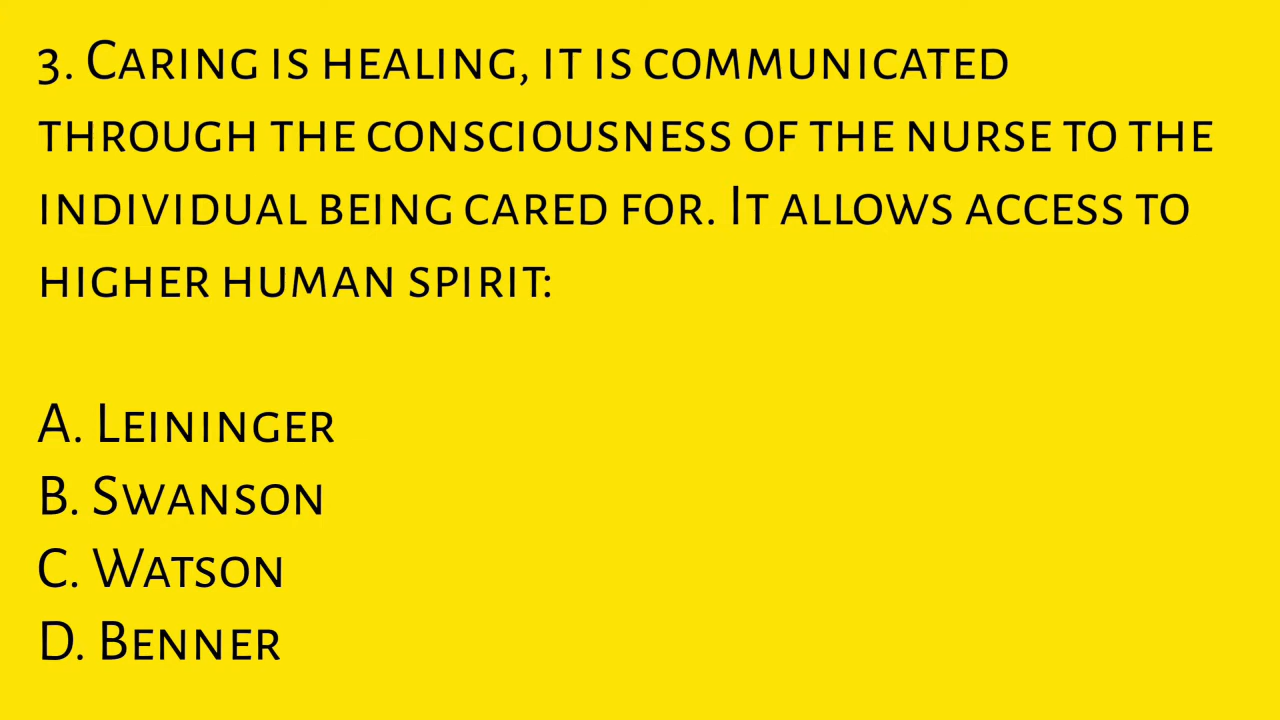 3. Caring is healing, it is communicated
through the consciousness of the nurse to the
individual being cared for. It allows access to
higher human spirit:
A. Leininger
B. Swanson
C. Watson
D. Benner